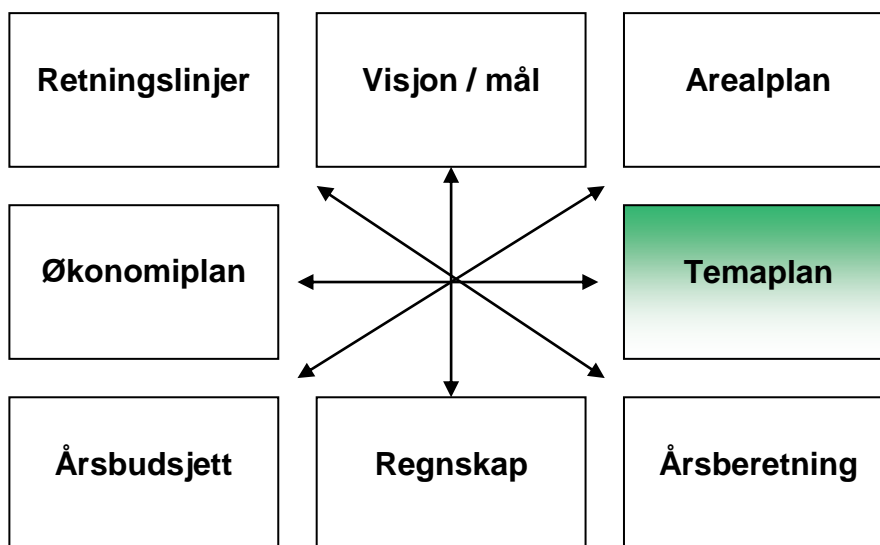 Retningslinjer
Visjon / mål
Arealplan
Økonomiplan
Temaplan
Årsbudsjett
Regnskap
Årsberetning